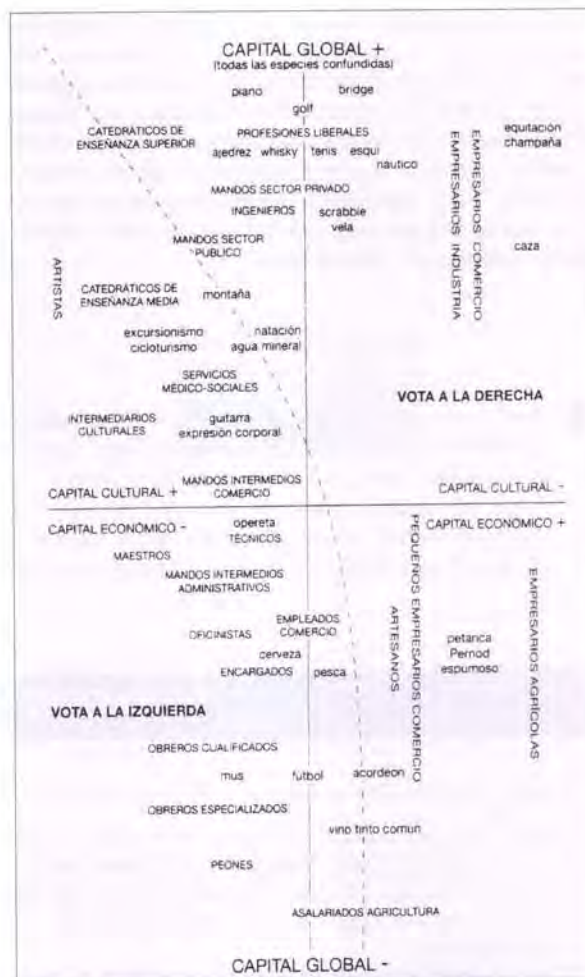 CAPITAL GLOBAL +
(todas las especies confundidas)
piano
bridge
golf
CATEDRÁTICOS DE
ENSEÑANZA SUPERIOR
PROFESIONES LIBERALES
equitación
champaña
ajedrez whisky tenis esquí
naútico
MANDOS SECTOR PRIVADO
INGENIEROS
scrabble
vela
EMPRESARIOS INDUSTRIA
EMPRESARIOS COMERCIO
MANDOS SECTOR
PÚBLICO
caza
ARTISTAS
CATEDRÁTICOS DE
ENSEÑANZA MEDIA
montaña
excursionismo
cicloturismo
natación
agua mineral
SERVICIOS
MÉDICO-SOCIALES
VOTA A LA DERECHA
INTERMEDIARIOS
CULTURALES
guitarra
expresión corporal
CAPITAL CULTURAL +
MANDOS INTERMEDIOS
COMERCIO
CAPITAL CULTURAL -
CAPITAL ECONÓMICO -
opereta
TÉCNICOS
CAPITAL ECONÓMICO +
MAESTROS
MANDOS INTERMEDIOS
ADMINISTRATIVOS
PEQUEÑOS EMPRESARIOS COMERCIO
ARTESANOS
EMPRESARIOS AGRÍCOLAS
OFICINISTAS
EMPLEADOS
COMERCIO
petanca
Pernod
espumoso
cerveza
ENCARGADOS
pesca
VOTA A LA IZQUIERDA
OBREROS CUALIFICADOS
mus
futbol
acordeon
OBREROS ESPECIALIZADOS
vino tinto comun
PEONES
ASALARIADOS AGRICULTURA
CAPITAL GLOBAL -